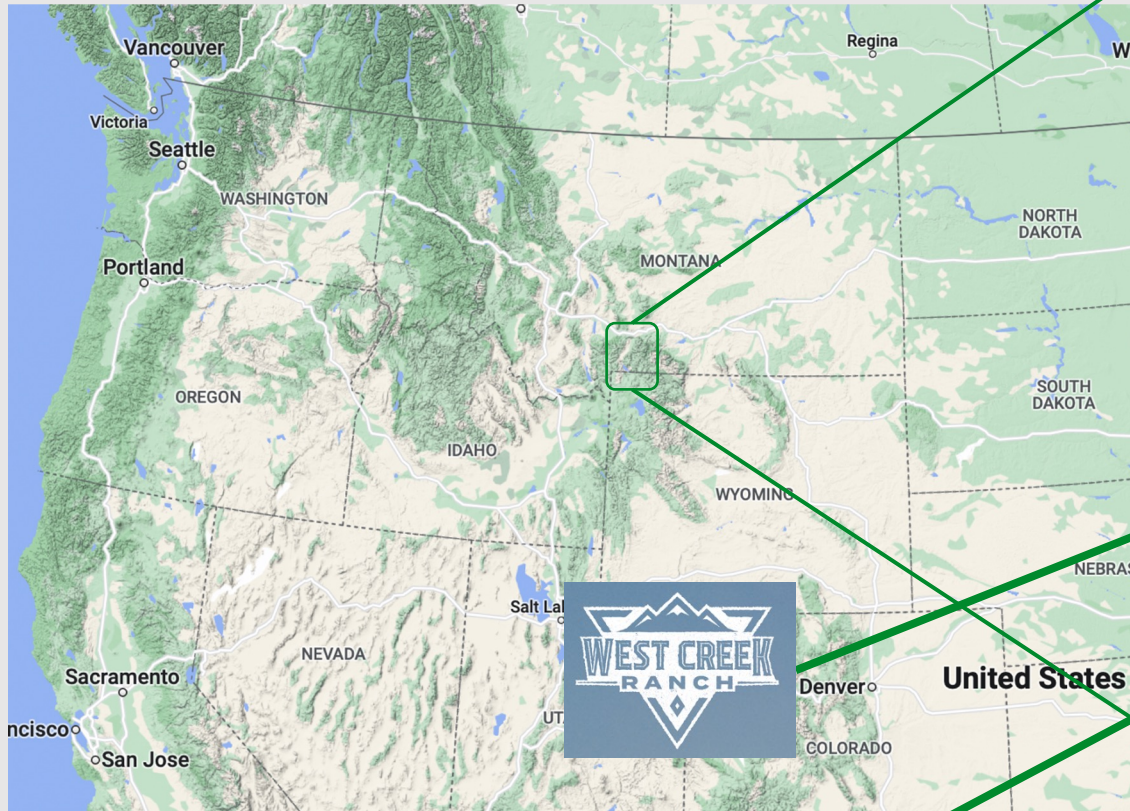 Vancouver
Regina
W
Victoria
Seattle
WASHINGTON
NORTH
DAKOTA
MONTANA
Portland
SOUTH
DAKOTA
OREGON
IDAHO
WYOMING
NEBRAS
Salt Lal
WEST CREEK
RANCH
NEVADA
Sacramento
Denver
United States
UT
ncisco
COLORADO
San Jose